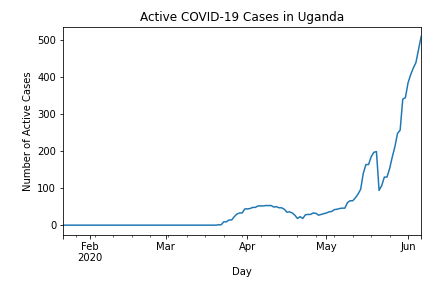 Active COVID-19 Cases in Uganda
500
400
300
200
100
0
Number of Active Cases
Feb
2020
Mar
Apr
May
Jun
Day